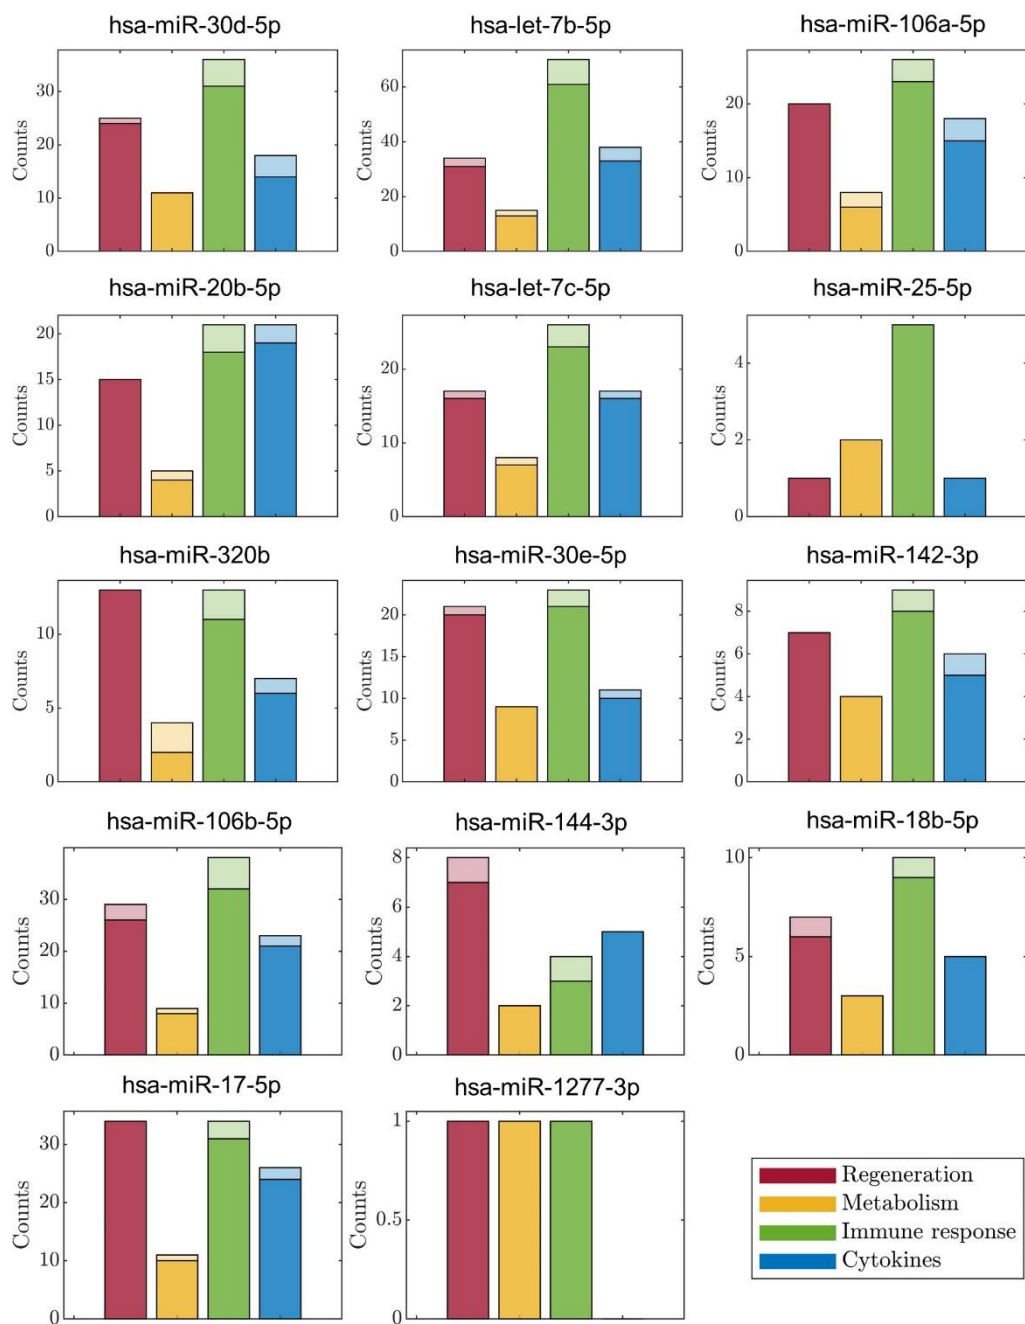 hsa-miR-30d-5p
hsa-let-7b-5p
hsa-miR-106a-5p
Counts
30
20
10
0
Counts
60
40
20
0
Counts
20
10
0
hsa-miR-20b-5p
hsa-let-7c-5p
hsa-miR-25-5p
Counts
20
15
10
5
0
Counts
20
10
0
Counts
4
2
0
hsa-miR-320b
hsa-miR-30e-5p
hsa-miR-142-3p
Counts
10
5
0
Counts
20
15
10
5
0
Counts
8
6
4
2
0
hsa-miR-106b-5p
hsa-miR-144-3p
hsa-miR-18b-5p
Counts
30
20
10
0
Counts
8
6
4
2
0
Counts
10
5
0
hsa-miR-17-5p
hsa-miR-1277-3p
Counts
30
20
10
0
Counts
1
0.5
0
Regeneration
Metabolism
Immune response
Cytokines